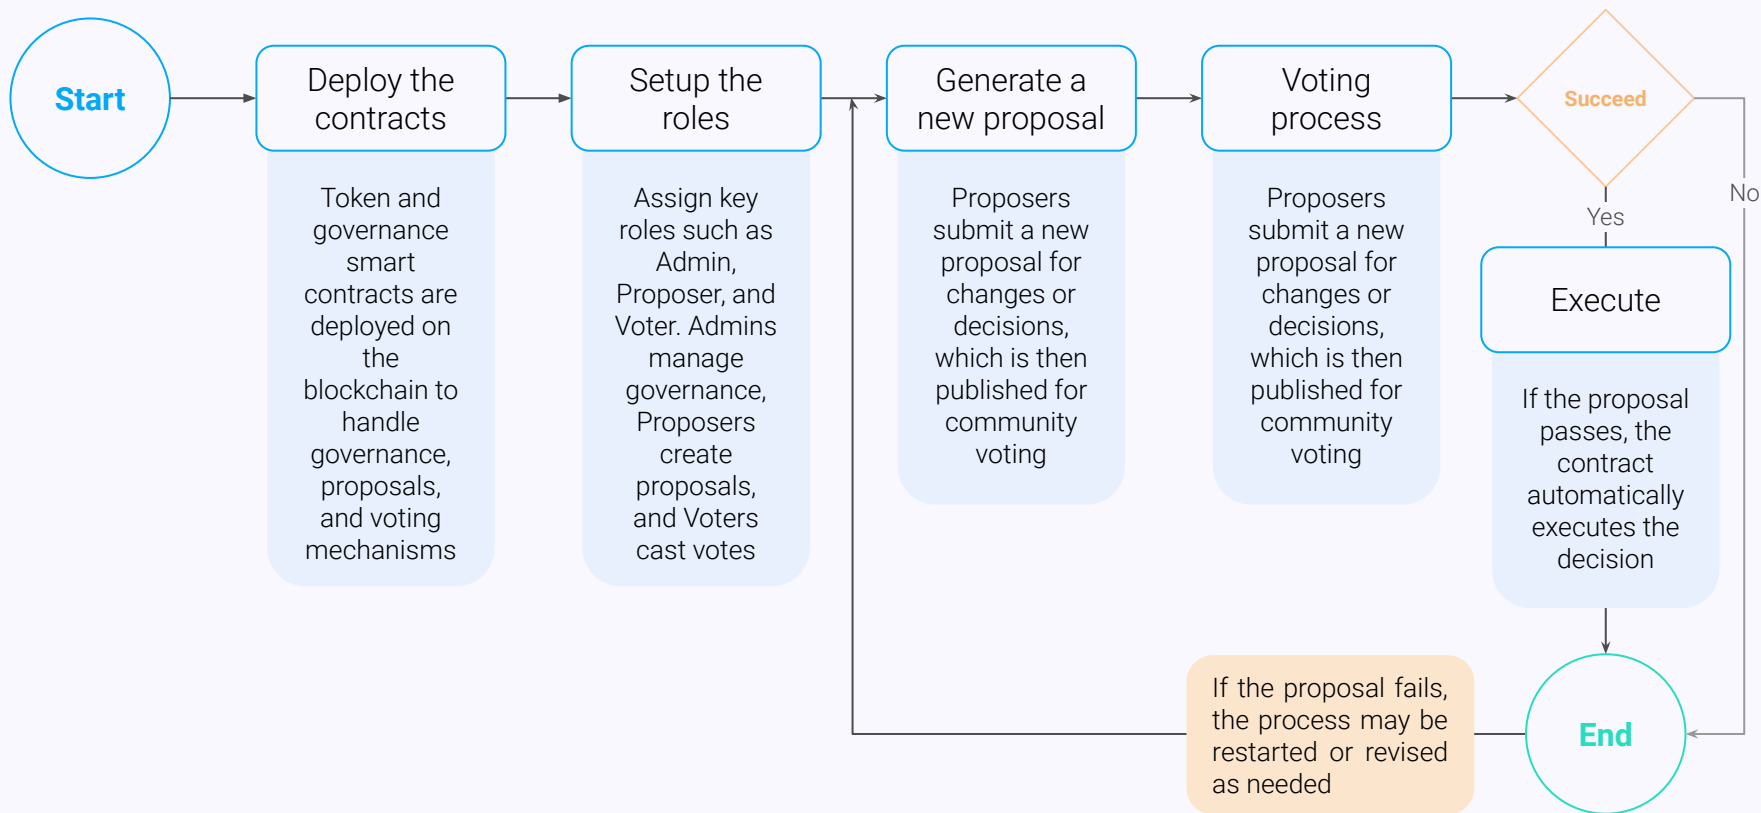 Start
Deploy the
contracts
Token and
governance
smart
contracts are
deployed on
the
blockchain to
handle
governance,
proposals,
and voting
mechanisms
Setup the
roles
Assign key
roles such as
Admin,
Proposer, and
Voter. Admins
manage
governance,
Proposers
create
proposals,
and Voters
cast votes
Generate a
new proposal
Proposers
submit a new
proposal for
changes or
decisions,
which is then
published for
community
voting
Voting
process
Proposers
submit a new
proposal for
changes or
decisions,
which is then
published for
community
voting
Succeed
No
Yes
Execute
If the proposal
passes, the
contract
automatically
executes the
decision
If the proposal fails,
the process may be
restarted or revised
as needed
End